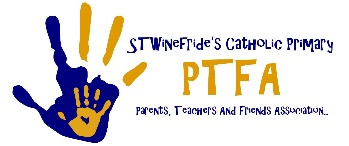 STWineFride's Catholic Primary
PTFA
Parents, Teachers And Friends Association...